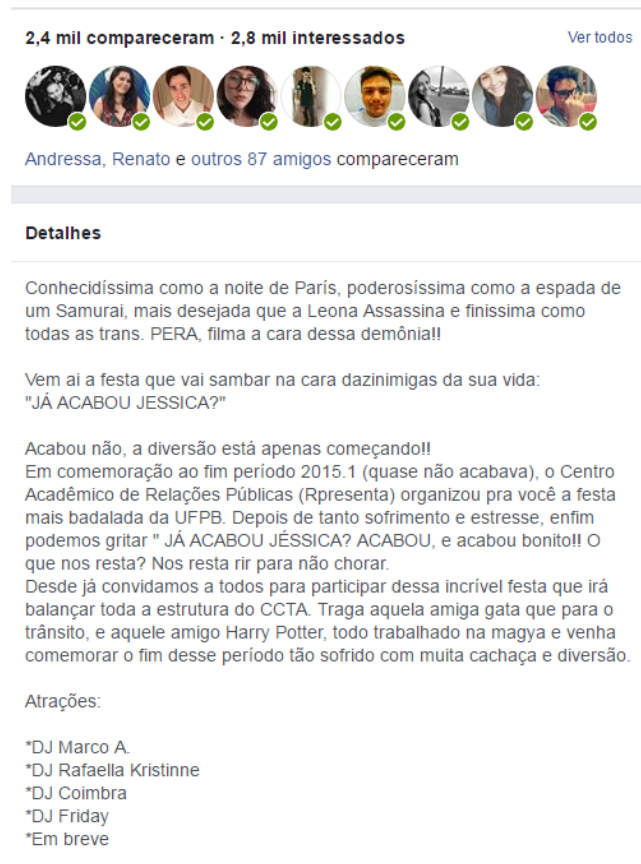 2,4 mil compareceram · 2,8 mil interessados Ver todos
Andressa, Renato e outros 87 amigos compareceram
Detalhes
Conhecidíssima como a noite de París, poderosíssima como a espada de
um Samurai, mais desejada que a Leona Assassina e finissima como
todas as trans. PERA, filma a cara dessa demônia!!
Vem ai a festa que vai sambar na cara dazinimigas da sua vida:
"JÁ ACABOU JESSICA?"
Acabou não, a diversão está apenas começando!!
Em comemoração ao fim período 2015.1 (quase não acabava), o Centro
Acadêmico de Relações Públicas (Rpresenta) organizou pra você a festa
mais badalada da UFPB. Depois de tanto sofrimento e estresse, enfim
podemos gritar " JÁ ACABOU JÉSSICA? ACABOU, e acabou bonito!! O
que nos resta? Nos resta rir para não chorar.
Desde já convidamos a todos para participar dessa incrível festa que irá
balançar toda a estrutura do CCTA. Traga aquela amiga gata que para o
trânsito, e aquele amigo Harry Potter, todo trabalhado na magya e venha
comemorar o fim desse período tão sofrido com muita cachaça e diversão.
Atrações:
*DJ Marco A.
*DJ Rafaella Kristinne
*DJ Coimbra
*DJ Friday
*Em breve